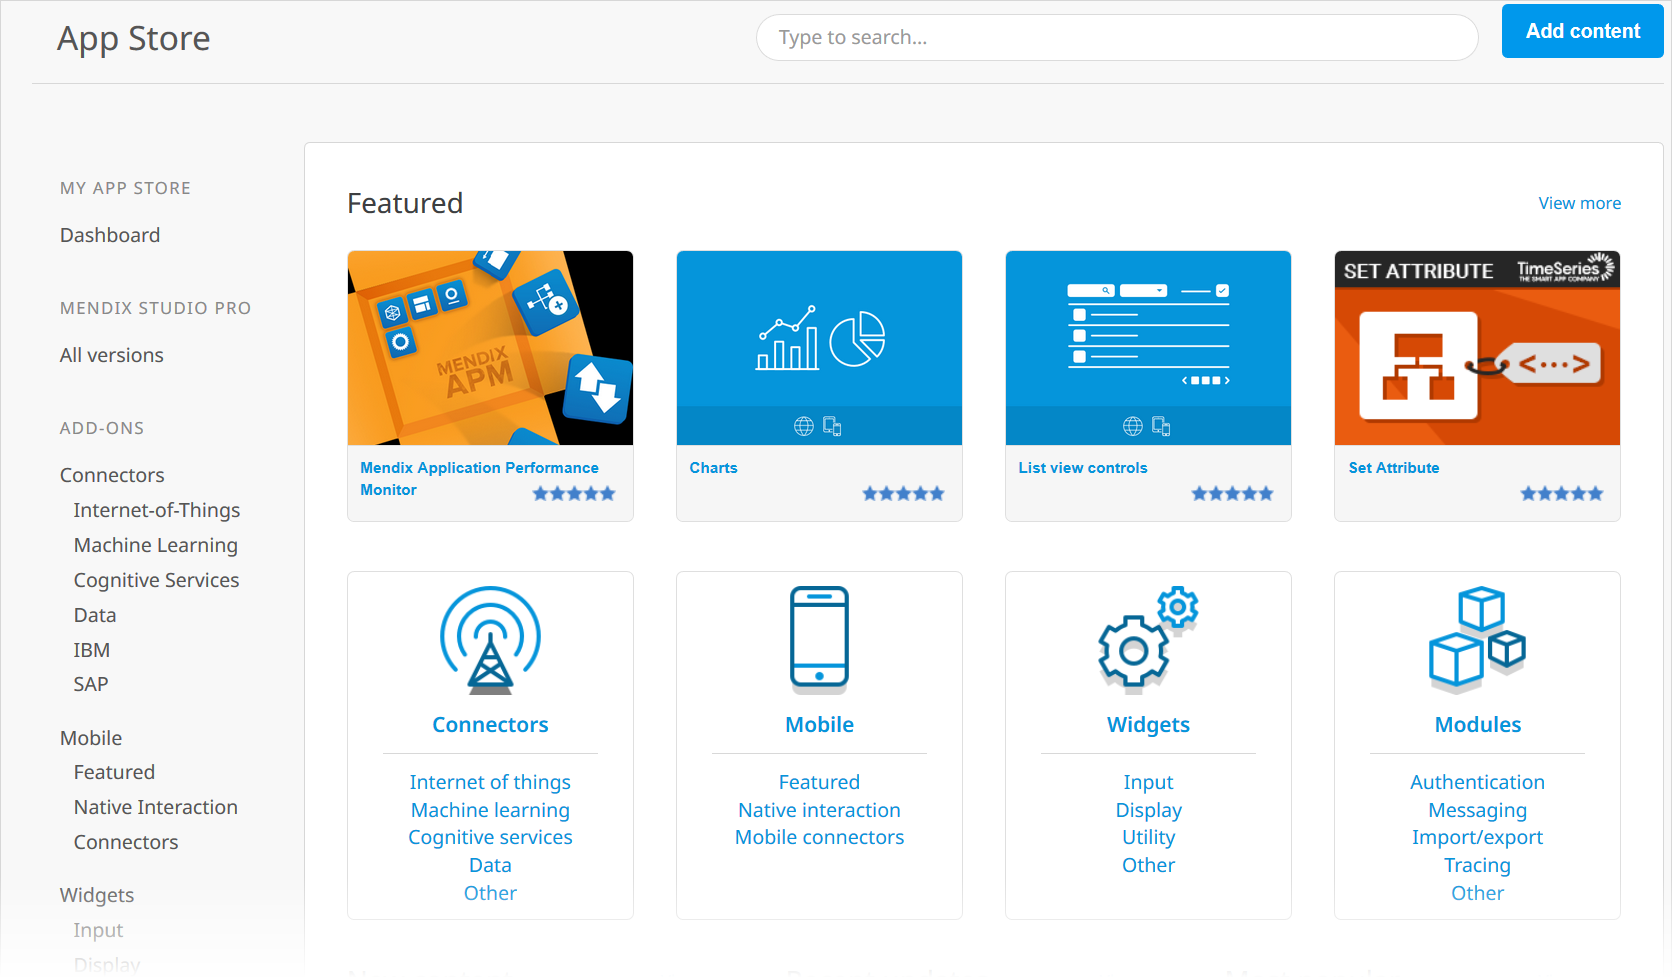 App Store
Type to search...
Add content
MY APP STORE
Dashboard
MENDIX STUDIO PRO
All versions
ADD-ONS
Connectors
Internet-of-Things
Machine Learning
Cognitive Services
Data
IBM
SAP
Mobile
Featured
Native Interaction
Connectors
Widgets
Input
Display
Featured
View more
MENDIX
APM
SET ATTRIBUTE
TimeSeries
THE SMART APP COMPANY
Mendix Application Performance
Monitor
Charts
List view controls
Set Attribute
Connectors
Internet of things
Machine learning
Cognitive services
Data
Other
Mobile
Featured
Native interaction
Mobile connectors
Widgets
Input
Display
Utility
Other
Modules
Authentication
Messaging
Import/export
Tracing
Other